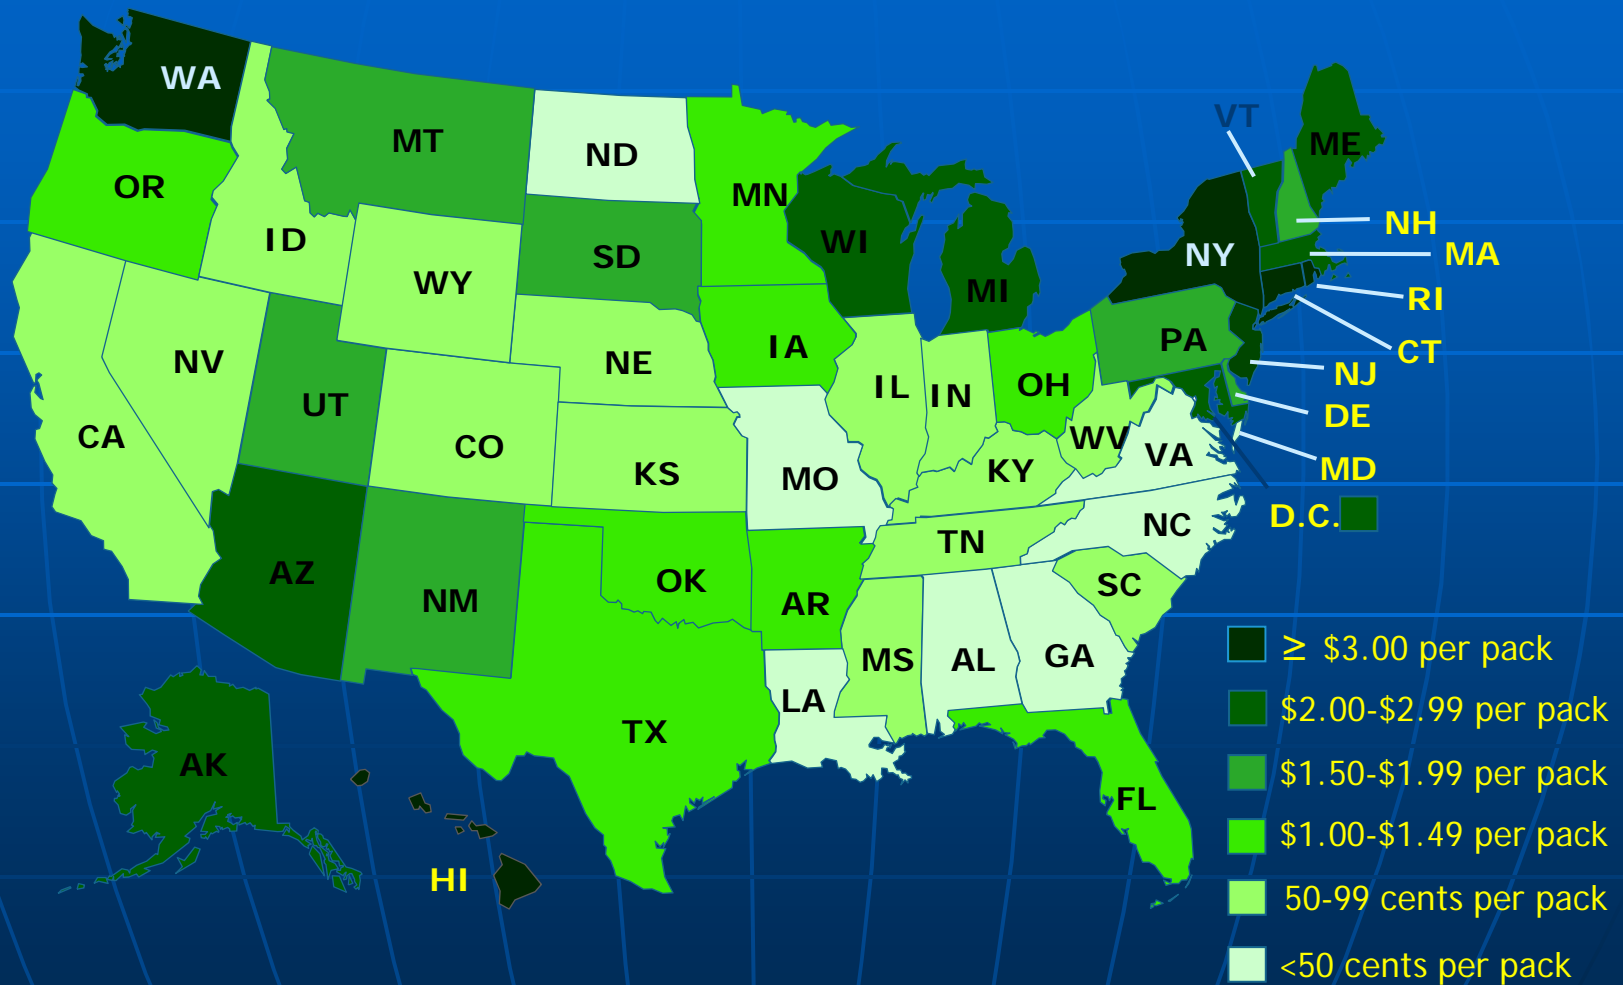 WA
MT
ND
MN
OR
ID
SD
WI
MI
VT
ME
NH
NY
MA
RI
WY
CT
NJ
PA
DE
NV
UT
NE
IA
IL
IN
OH
WV
VA
MD
CA
CO
KS
MO
KY
D.C.
NC
TN
AZ
NM
OK
AR
SC
MS
AL
GA
LA
TX
FL
AK
HI
≥ $3.00 per pack
$2.00-$2.99 per pack
$1.50-$1.99 per pack
$1.00-$1.49 per pack
50-99 cents per pack
<50 cents per pack